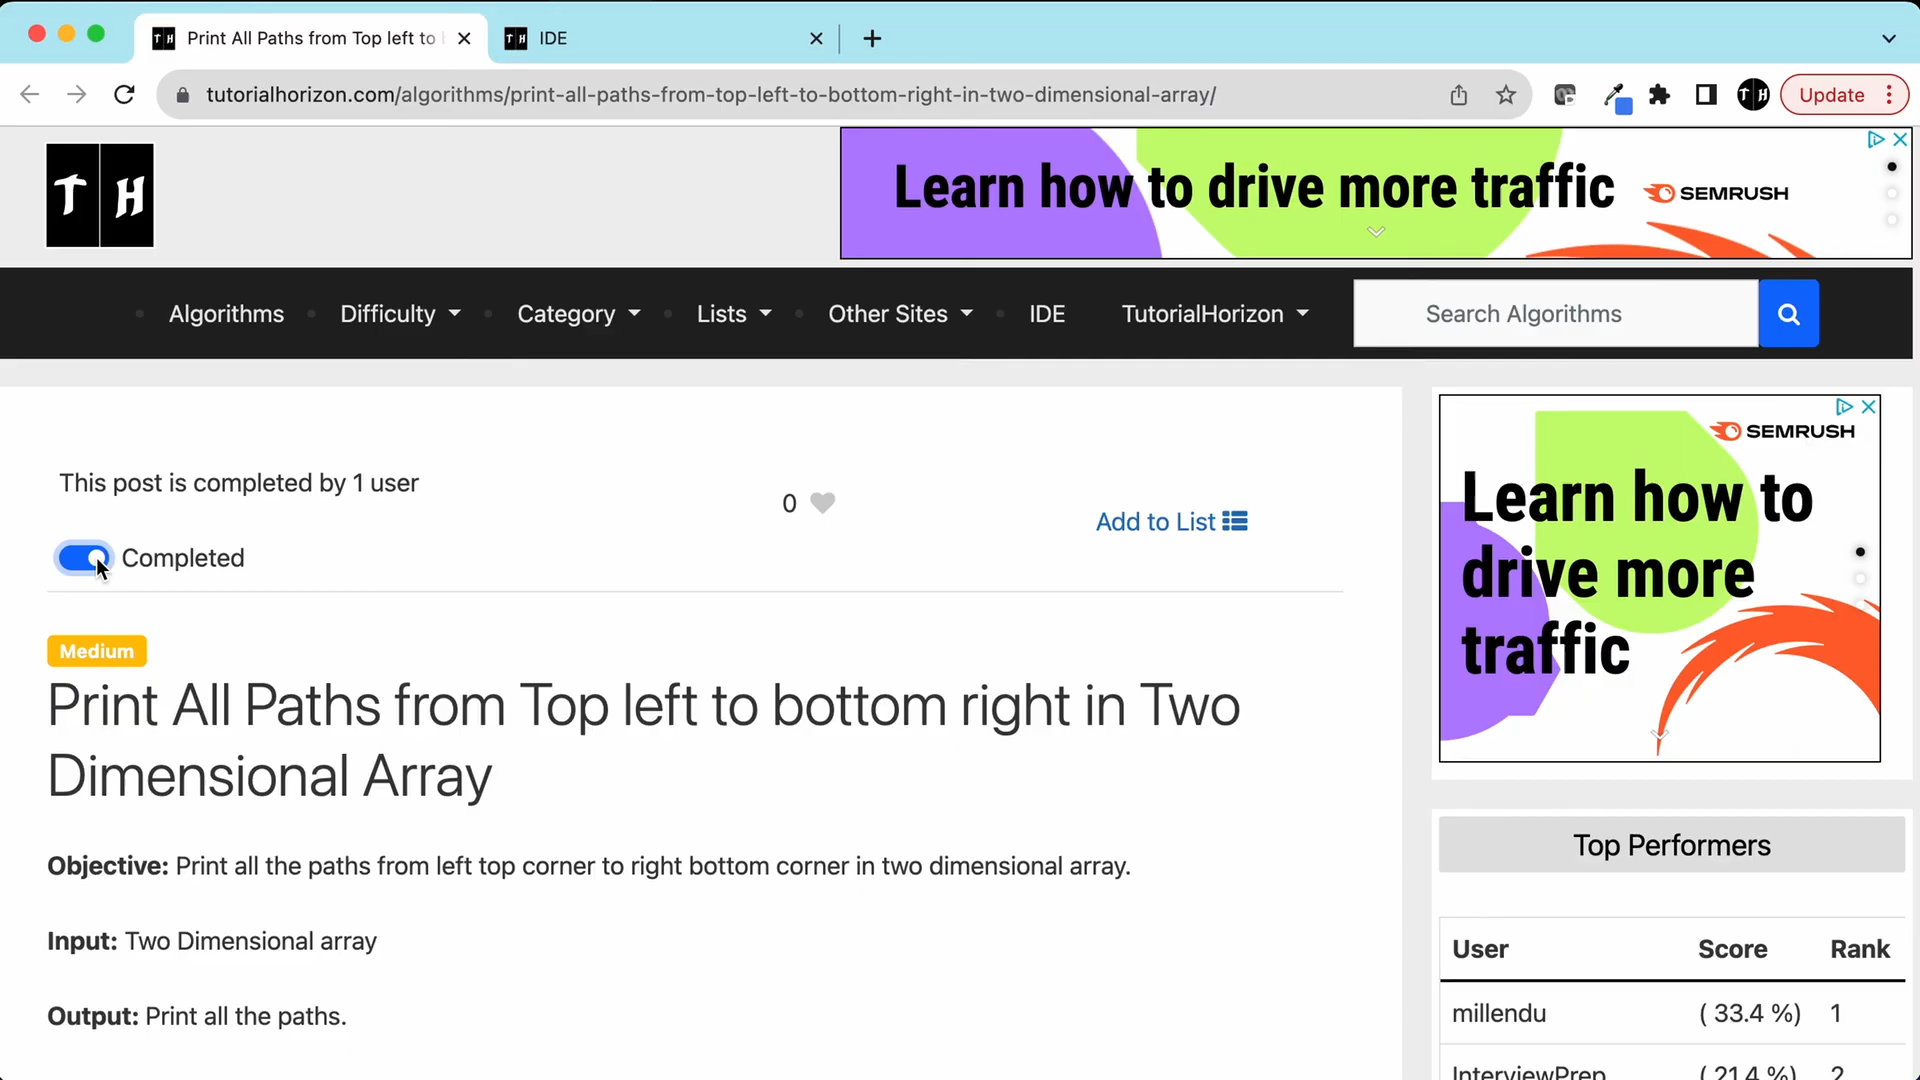 TH Print All Paths from Top left to
TH IDE
tutorialhorizon.com/algorithms/print-all-paths-from-top-left-to-bottom-right-in-two-dimensional-array/
TH
Update
T H
Learn how to drive more traffic
SEMRUSH
Algorithms
Difficulty
Category
Lists
Other Sites
IDE
TutorialHorizon
Search Algorithms
This post is completed by 1 user
0
Add to List
Completed
SEMRUSH
Learn how to
drive more
traffic
Medium
Print All Paths from Top left to bottom right in Two
Dimensional Array
Objective: Print all the paths from left top corner to right bottom corner in two dimensional array.
Input: Two Dimensional array
Output: Print all the paths.
Top Performers
User Score Rank
millendu ( 33.4 %) 1
InterviewPrep ( 21.4 %) 2